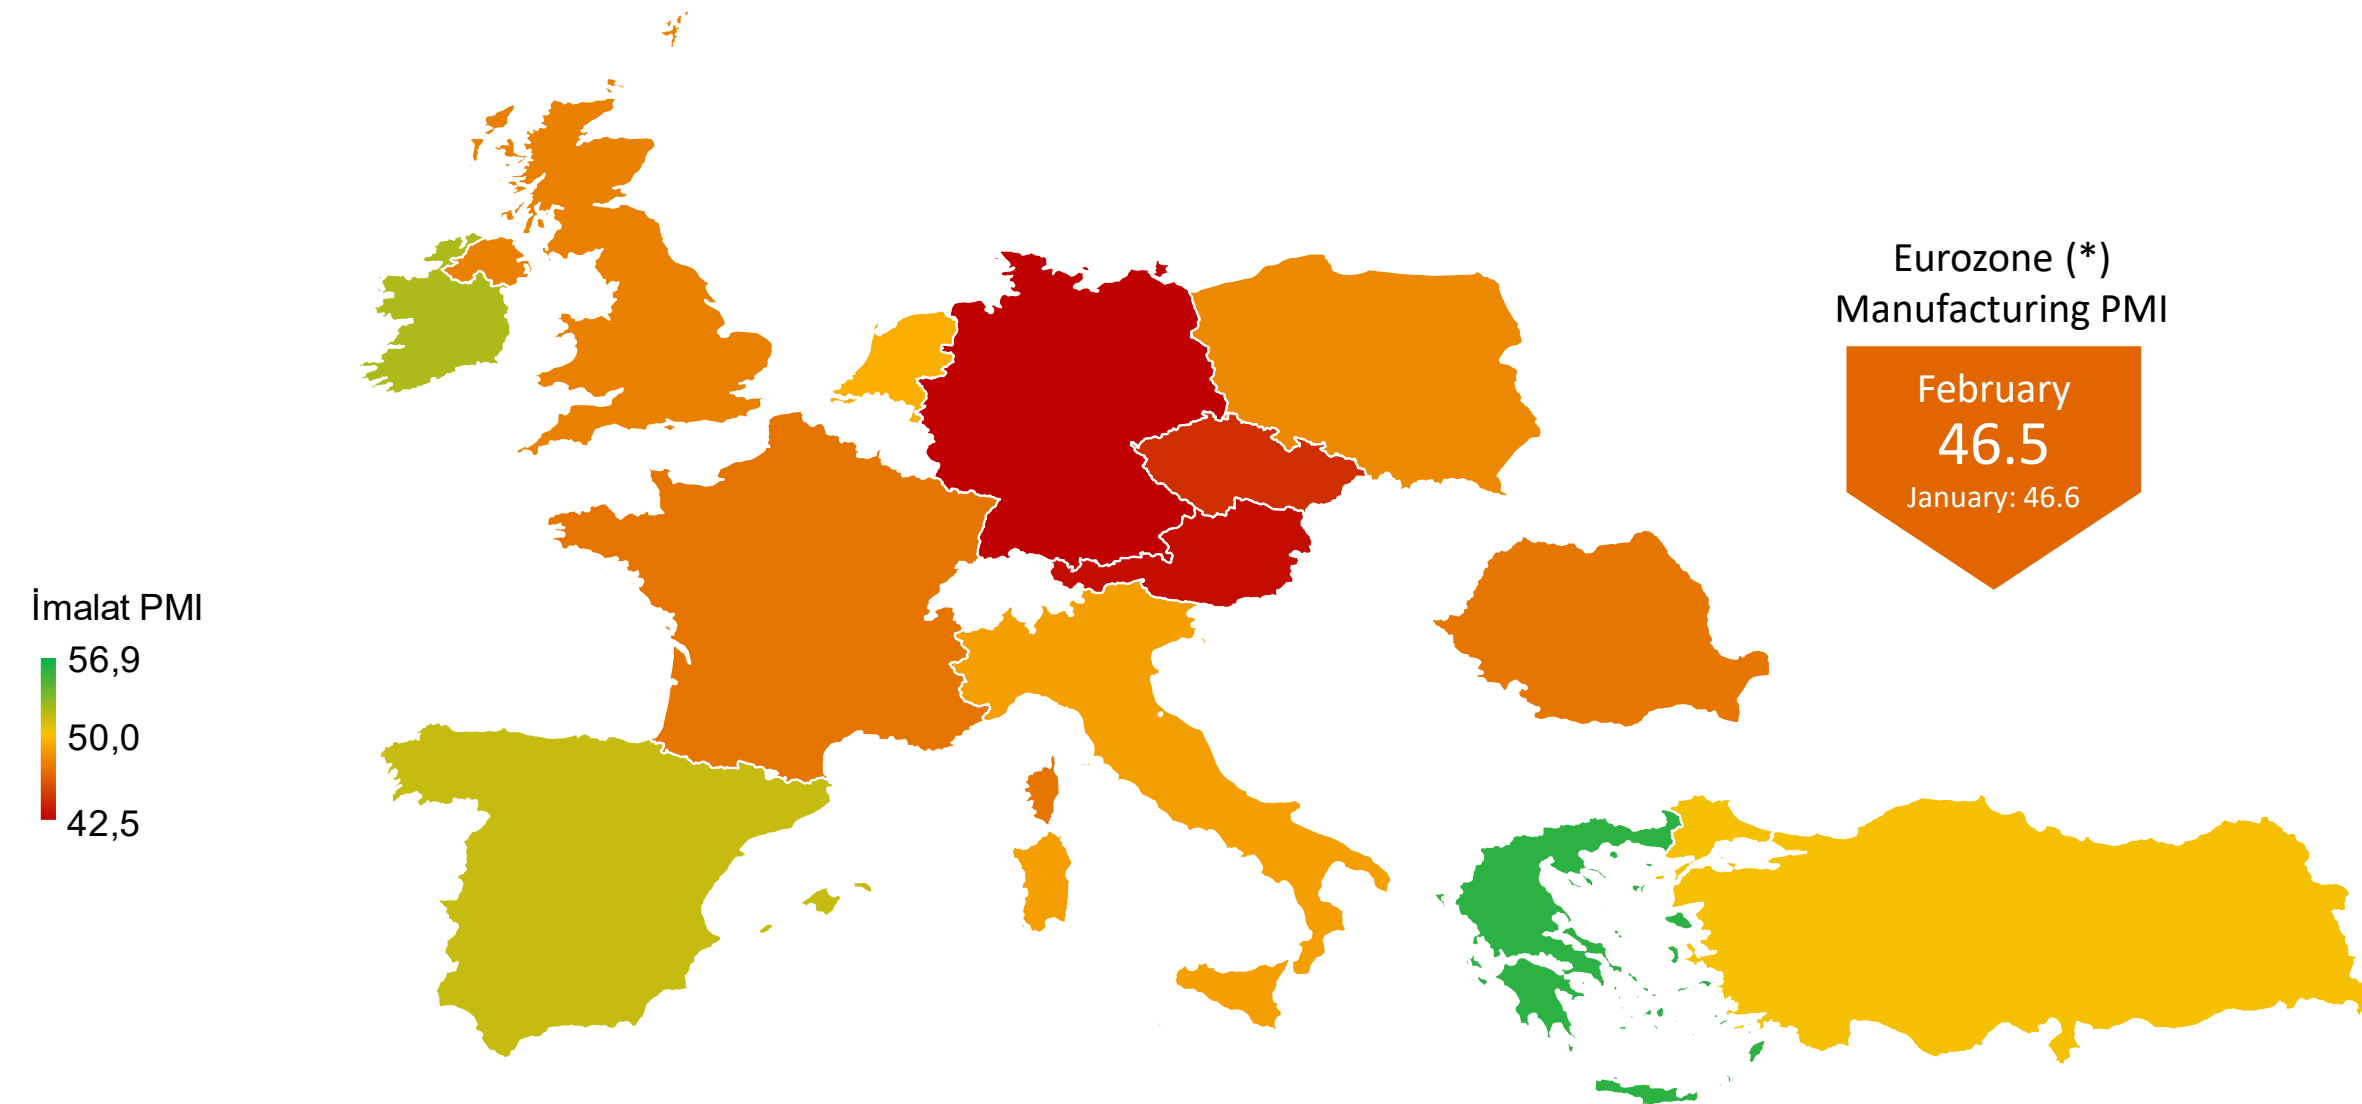 Eurozone (*)
Manufacturing PMI
February
46.5
January: 46.6
İmalat PMI
56,9
50,0
42,5